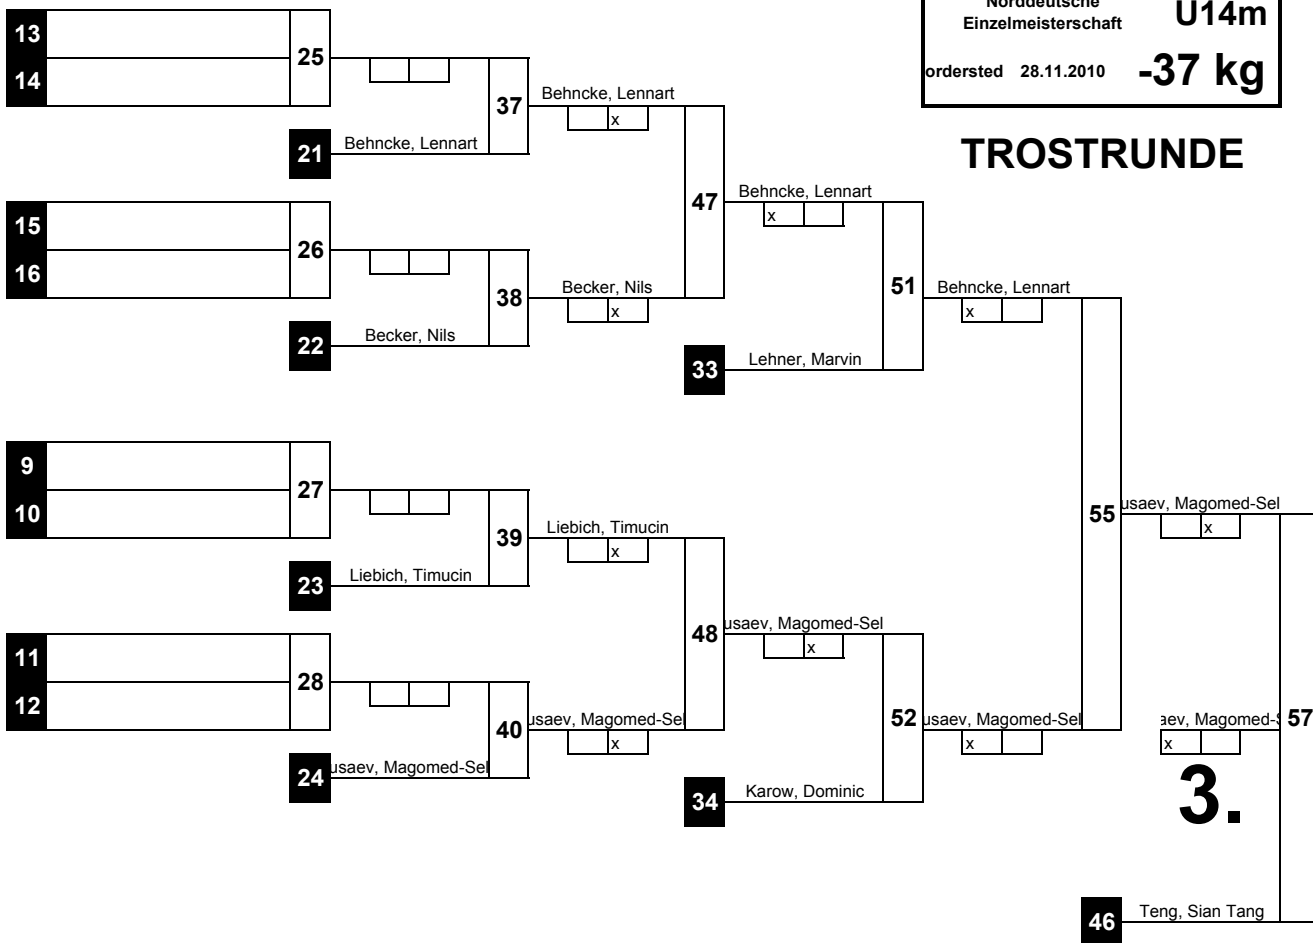 Norddeutsche
Einzelmeisterschaft
U14m
ordersted 28.11.2010
-37 kg
TROSTRUNDE
13
14
25
37
Behncke, Lennart
x
21
Behncke, Lennart
47
Behncke, Lennart
x
15
16
26
38
Becker, Nils
x
22
Becker, Nils
51
Behncke, Lennart
x
33
Lehner, Marvin
9
10
27
39
Liebich, Timucin
x
23
Liebich, Timucin
55
usaev, Magomed-Sel
x
48
usaev, Magomed-Sel
x
11
12
28
40
usaev, Magomed-Sel
x
24
usaev, Magomed-Sel
52
usaev, Magomed-Sel
x
34
Karow, Dominic
aev, Magomed-S
x
57
3.
46
Teng, Sian Tang